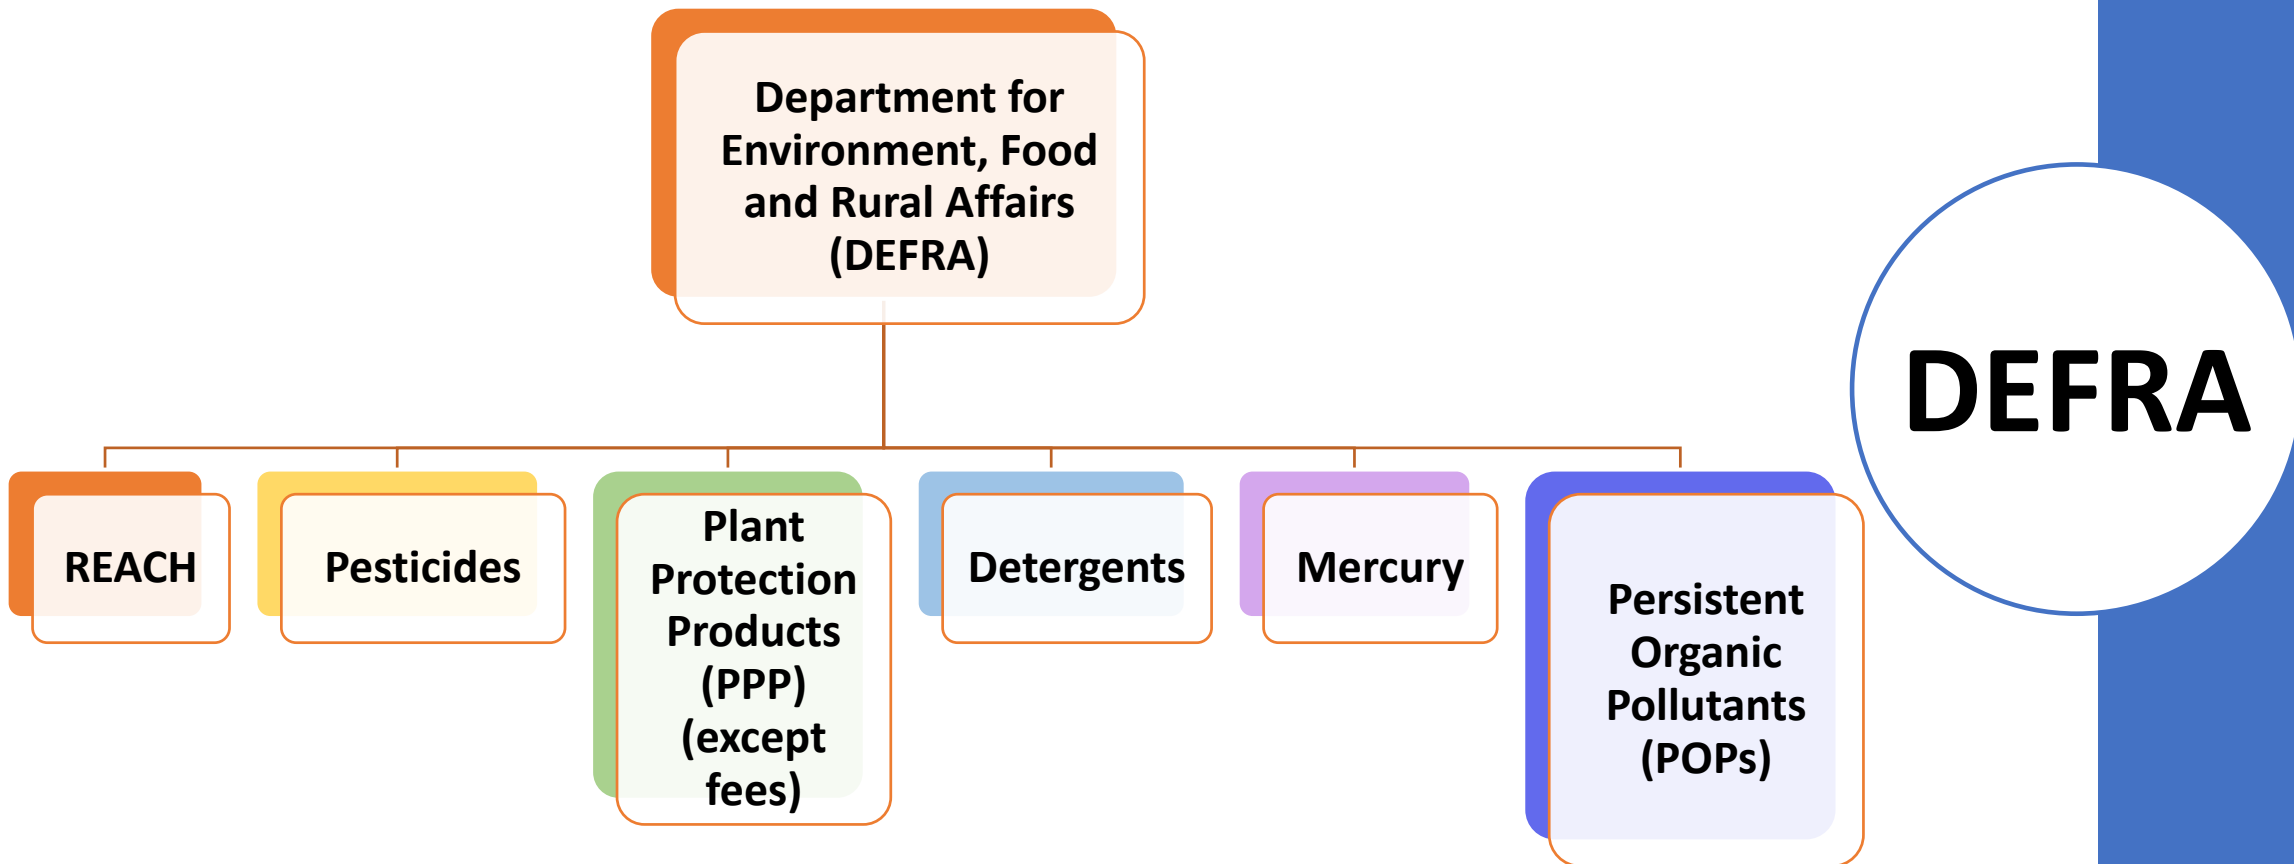 Department for
Environment, Food
and Rural Affairs
(DEFRA)
DEFRA
REACH
Pesticides
Plant
Protection
Products
(PPP)
(except
fees)
Detergents
Mercury
Persistent
Organic
Pollutants
(POPs)